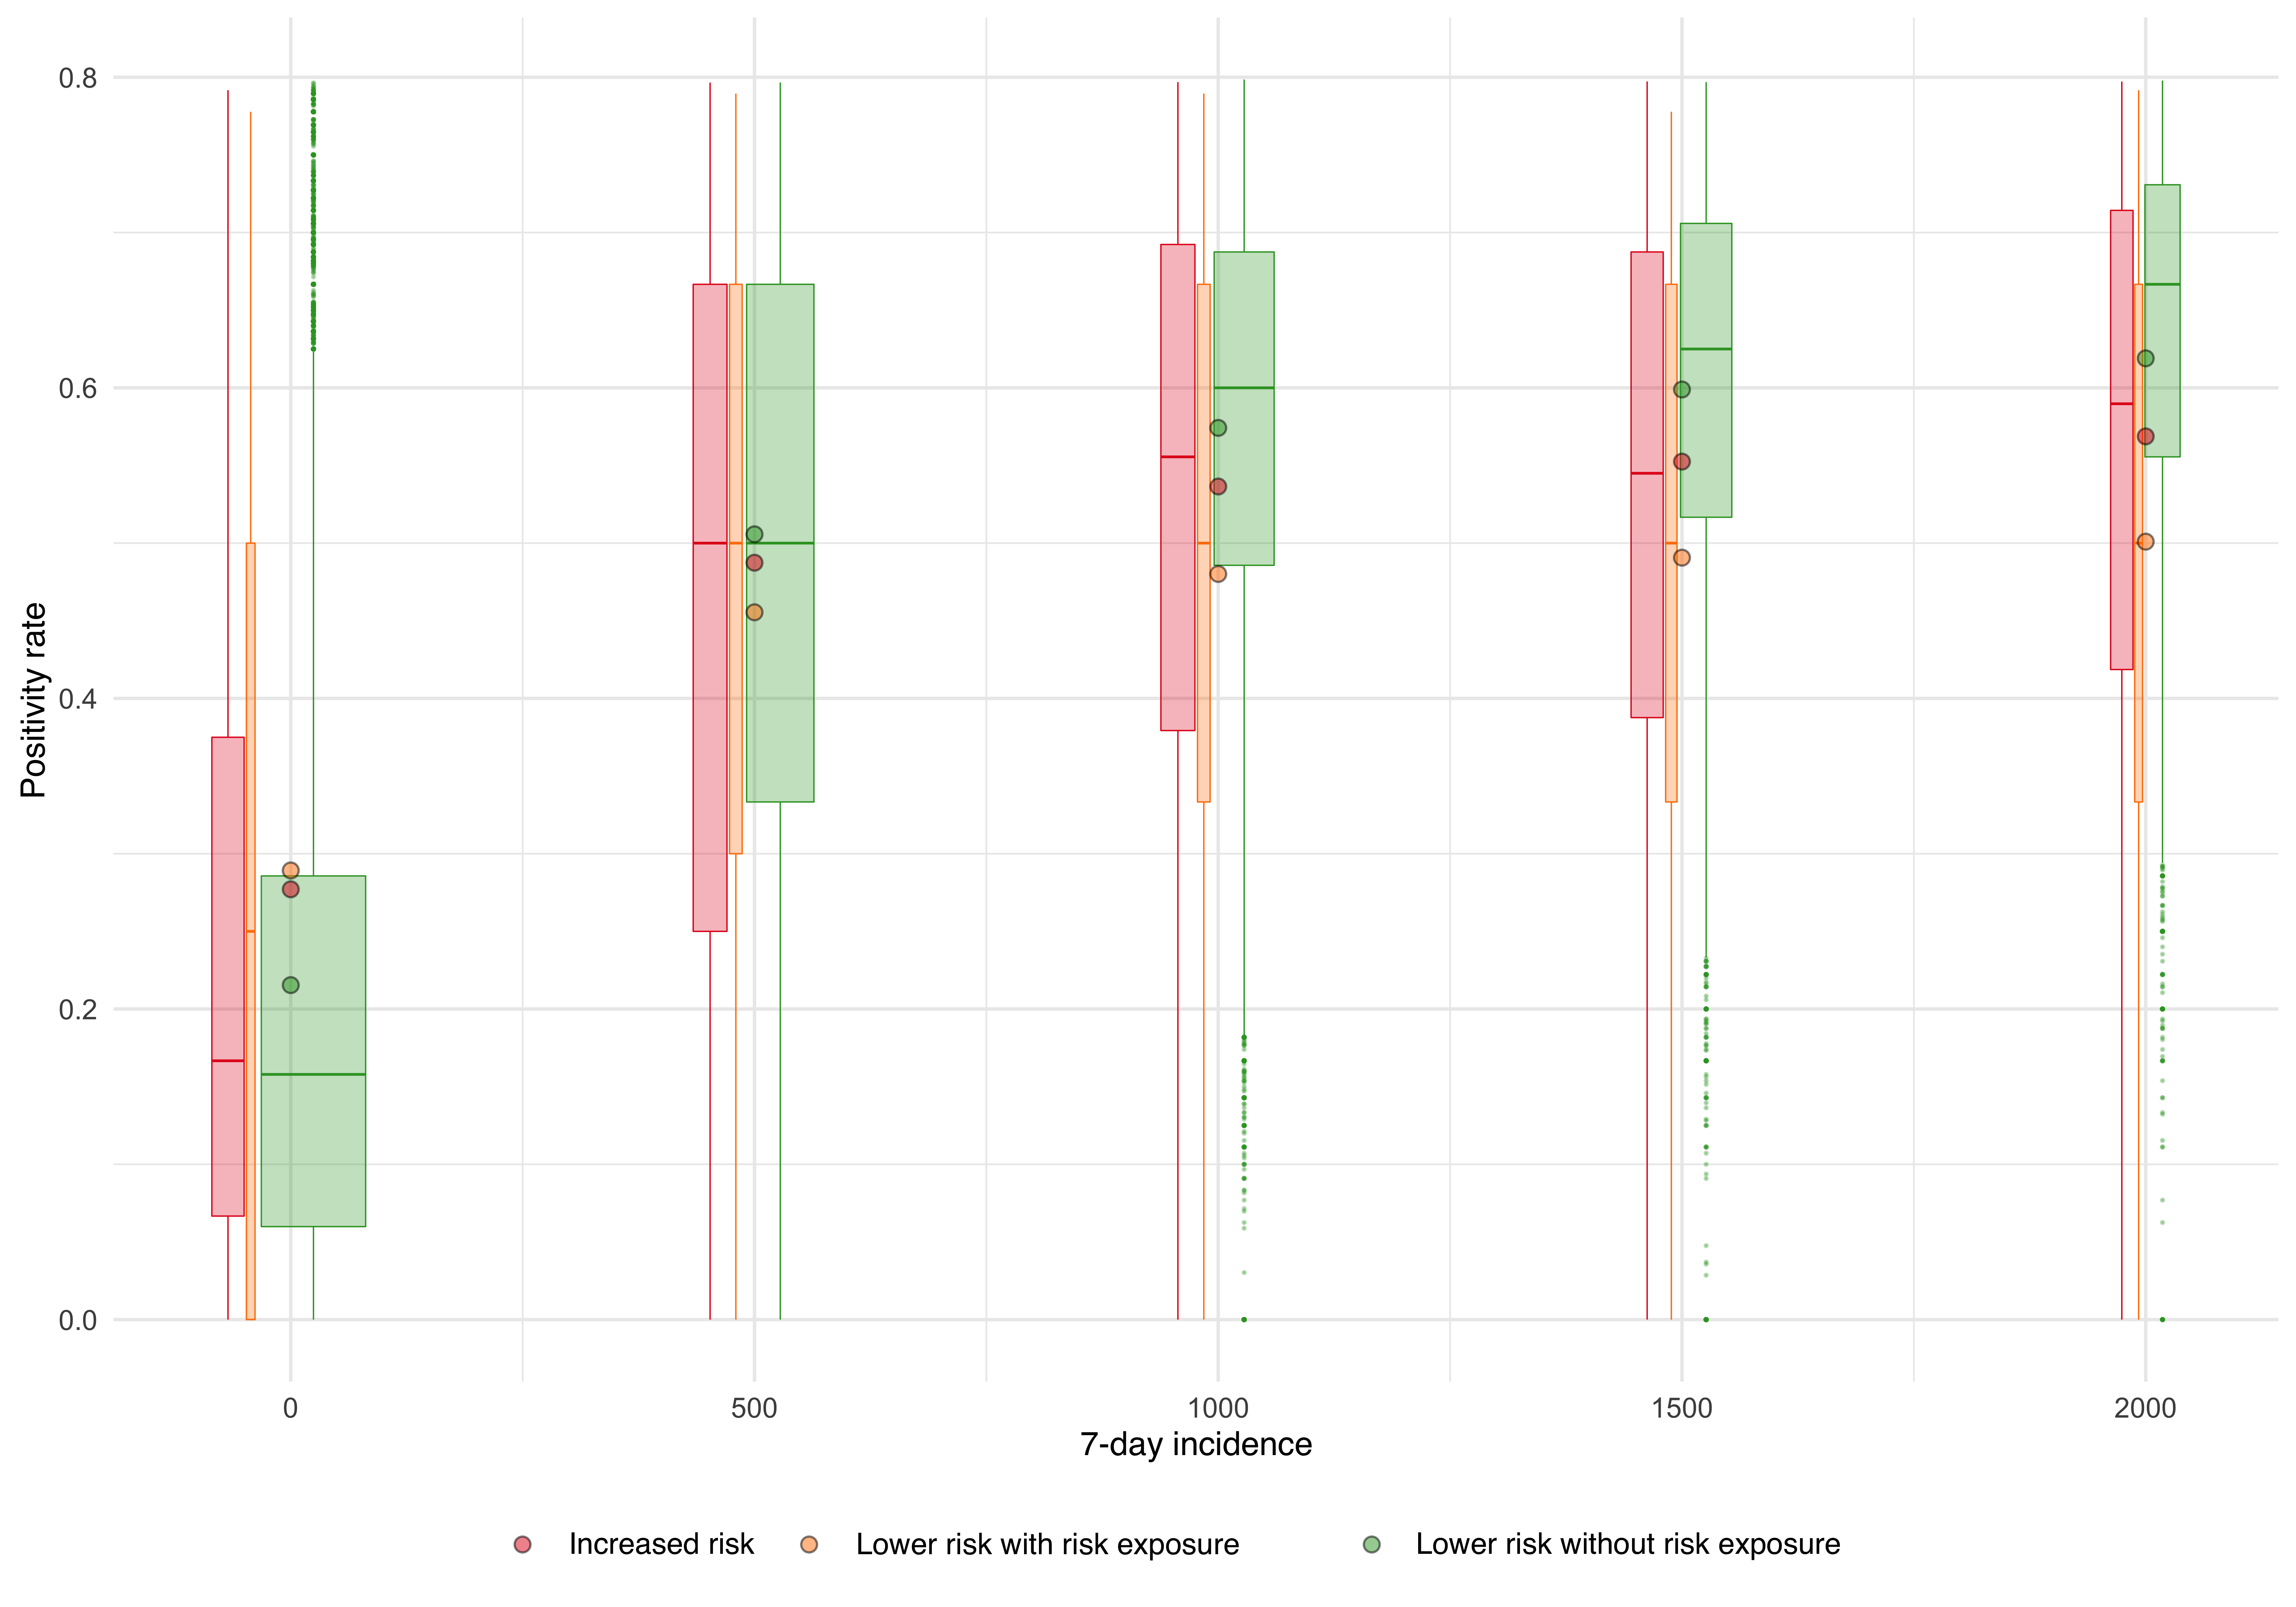 0.8
0.6
0.4
0.2
0.0
Positivity rate
0 500 1000 1500 2000
7-day incidence
Increased risk Lower risk with risk exposure Lower risk without risk exposure